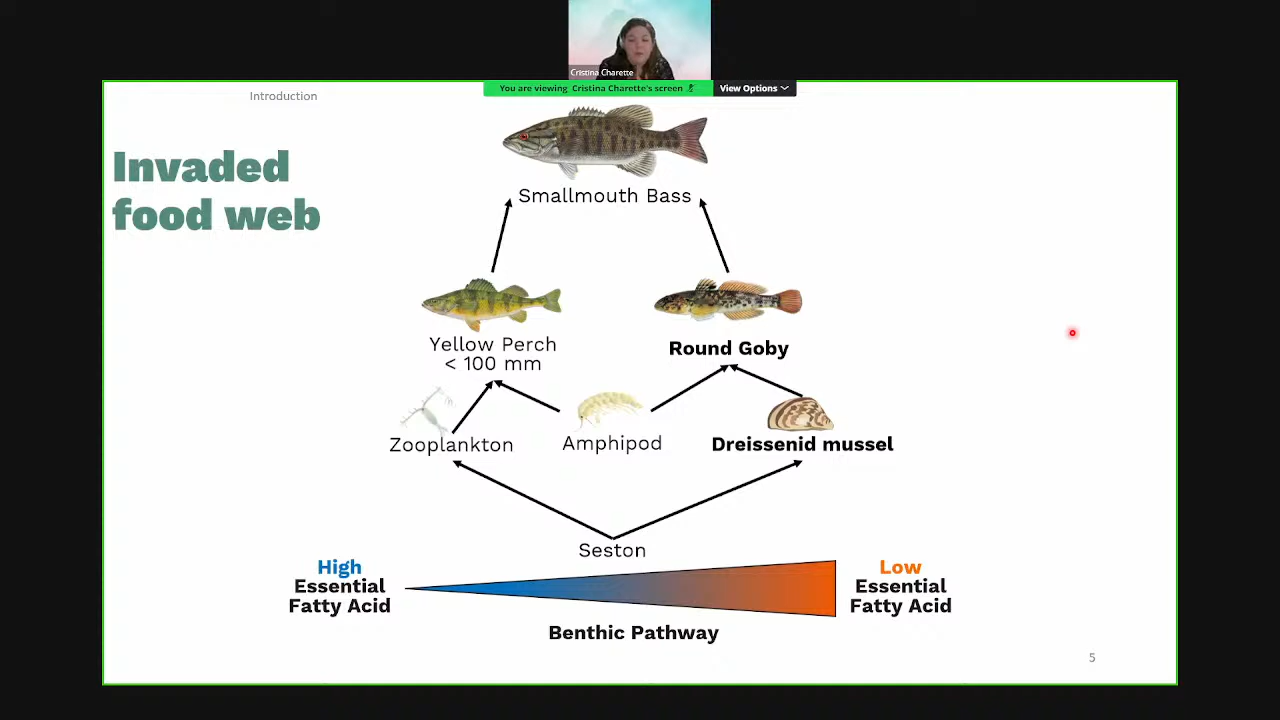 Cristina Charette
You are viewing Cristina Charette's screen
View Options
Introduction
Invaded
food web
Smallmouth Bass
Yellow Perch
< 100 mm
Round Goby
Zooplankton
Amphipod
Dreissenid mussel
Seston
High
Essential
Fatty Acid
Low
Essential
Fatty Acid
Benthic Pathway
5